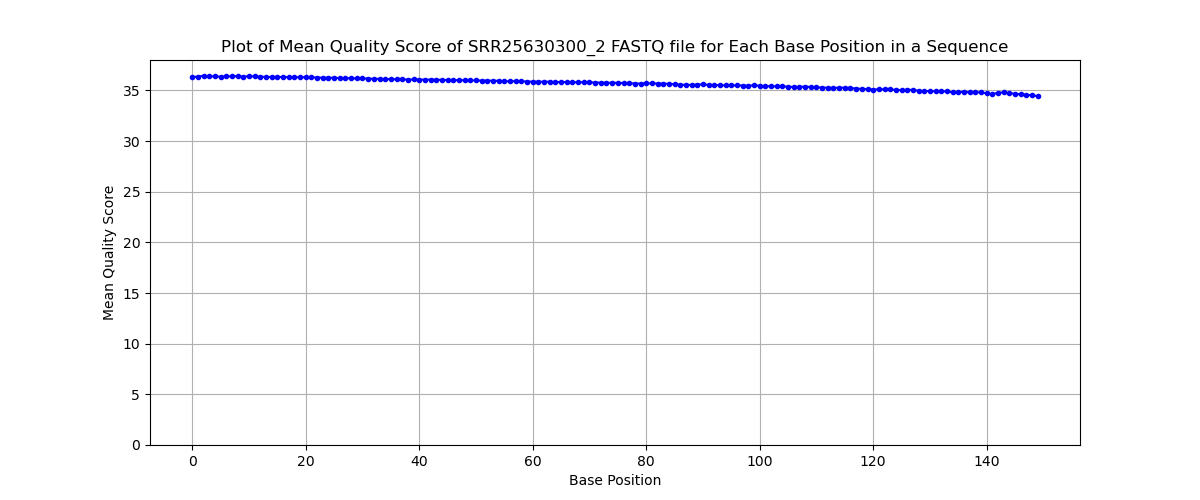 Plot of Mean Quality Score of SRR25630300_2 FASTQ file for Each Base Position in a Sequence
Mean Quality Score
35
30
25
20
15
10
5
0
0 20 40 60 80 100 120 140
Base Position